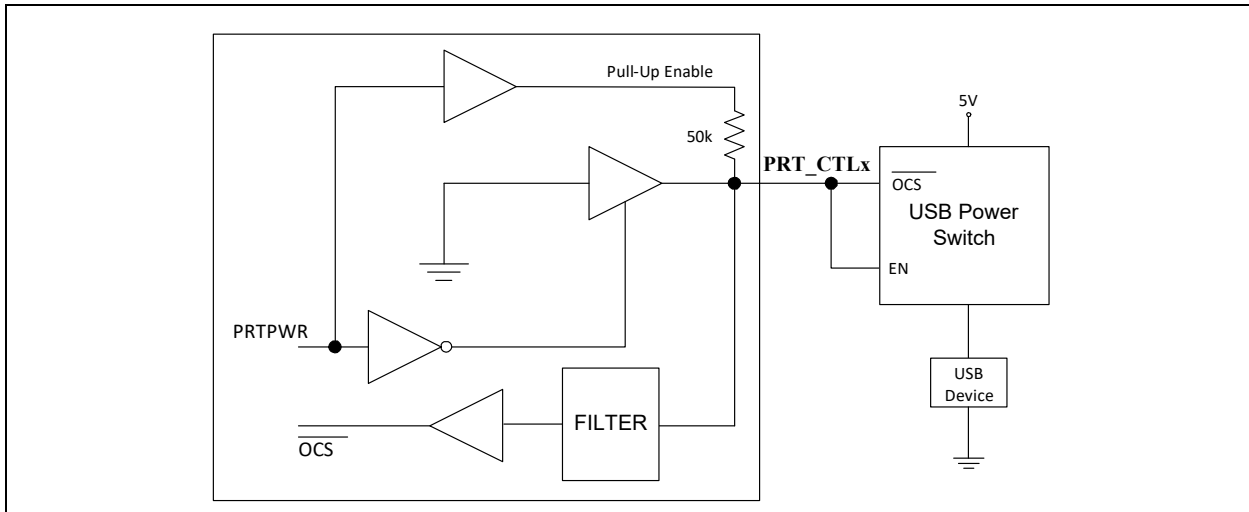 Pull-Up Enable
5V
50k
PRT_CTLx
OCS
USB Power
Switch
EN
PRTPWR
USB
Device
FILTER
OCS